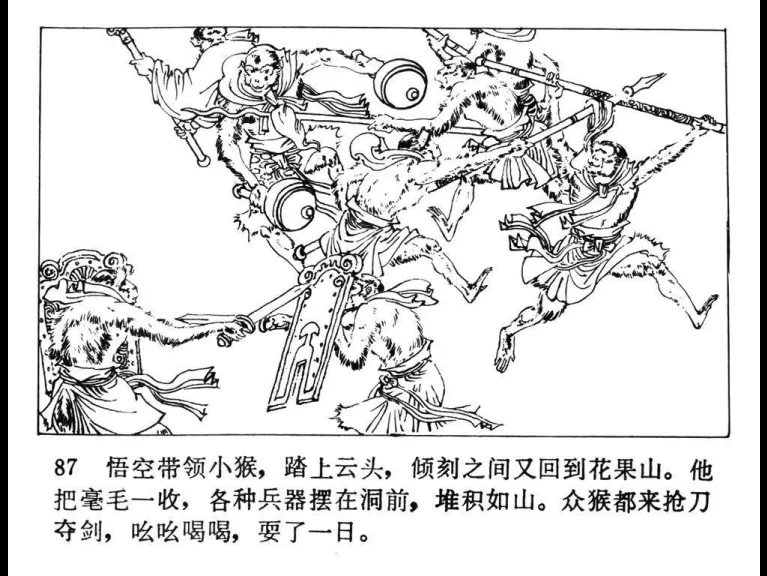 87 悟空带领小猴，踏上云头，倾刻之间又回到花果山。他
把毫毛一收，各种兵器摆在洞前，堆积如山。众猴都来抢刀
夺剑，吆吆喝喝，耍了一日。